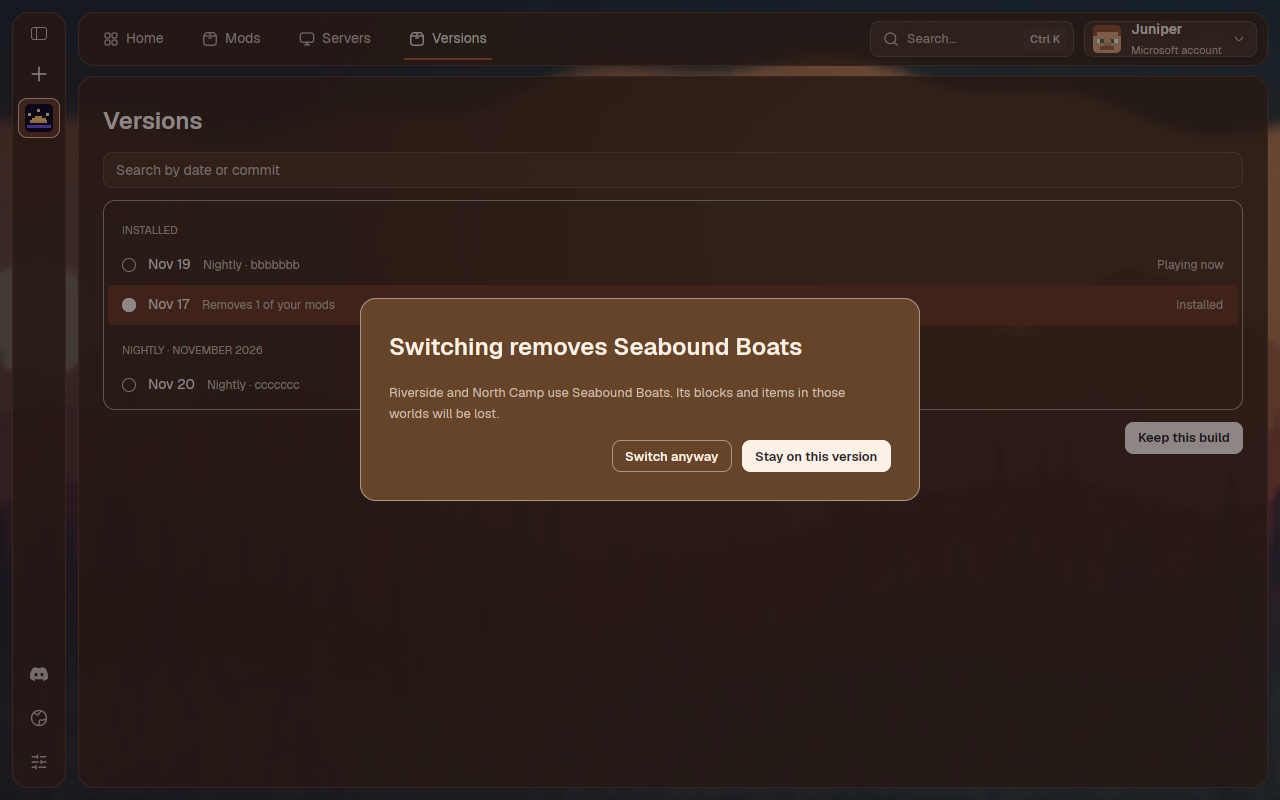 Home
Mods
Servers
Versions
Search...
Ctrl K
Juniper
Microsoft account
Versions
Search by date or commit
INSTALLED
Nov 19 Nightly · bbbbbbb Playing now
Nov 17 Removes 1 of your mods Installed
NIGHTLY · NOVEMBER 2026
Nov 20 Nightly · ccccccc
Keep this build
Switching removes Seabound Boats
Riverside and North Camp use Seabound Boats. Its blocks and items in those
worlds will be lost.
Switch anyway
Stay on this version